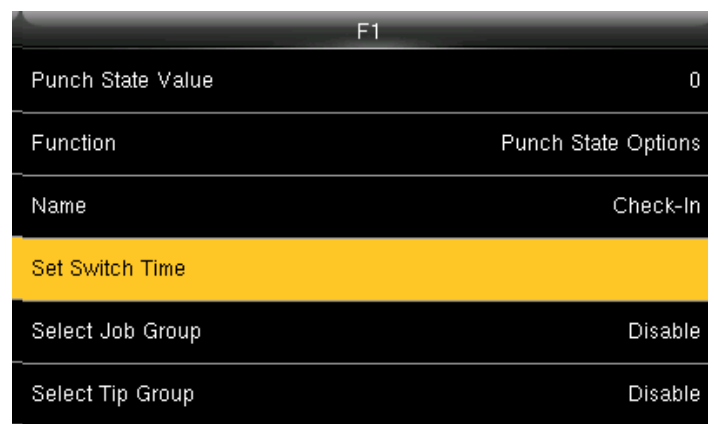 F1
Punch State Value 0
Function Punch State Options
Name Check-In
Set Switch Time
Select Job Group Disable
Select Tip Group Disable